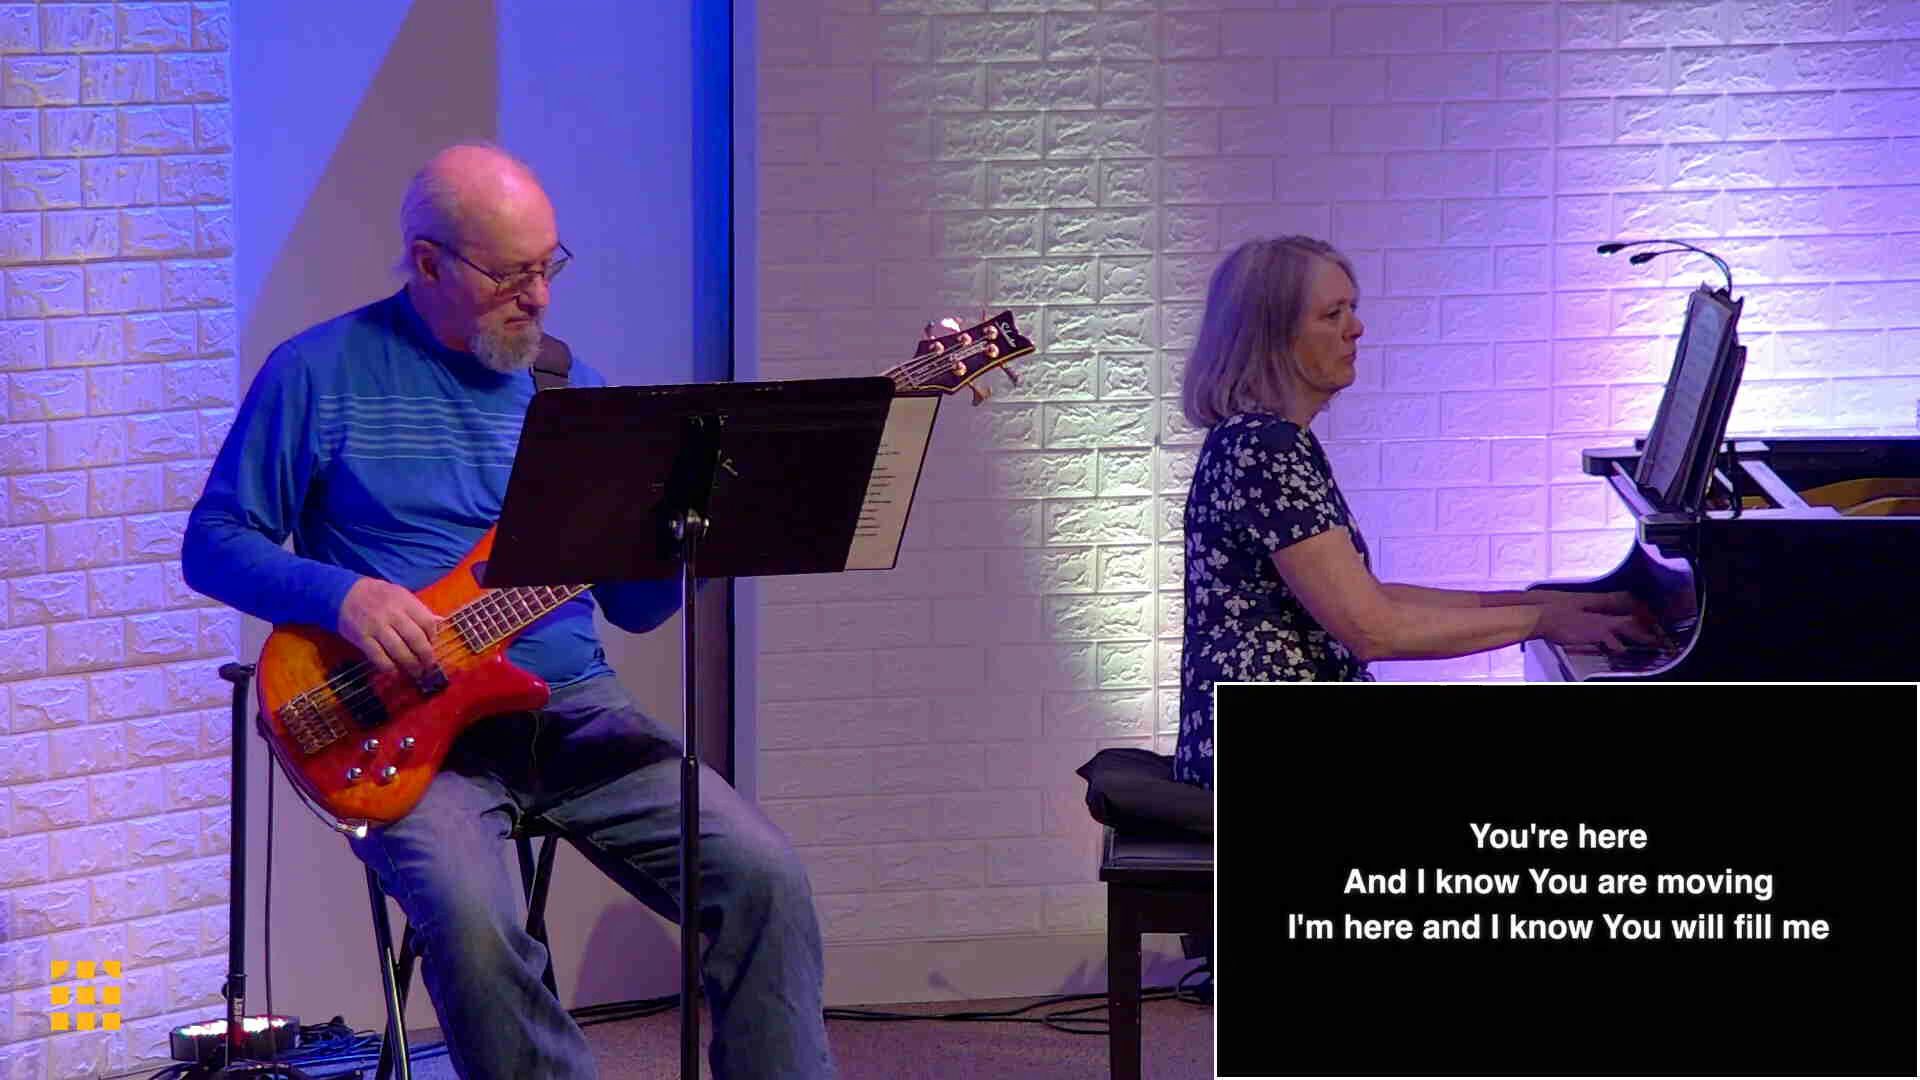 You're here
And I know You are moving
I'm here and I know You will fill me